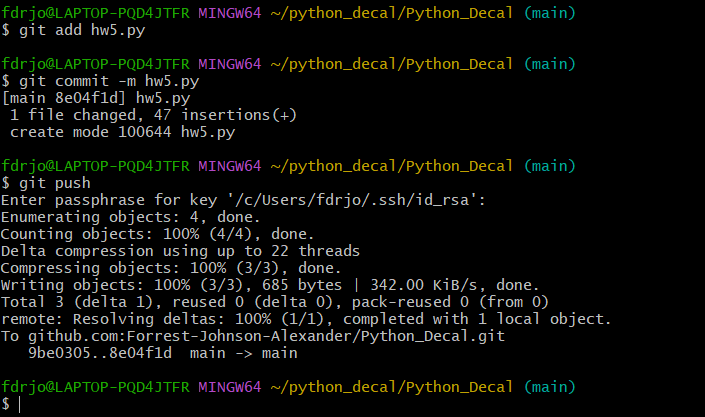 fdrjo@LAPTOP-PQD4JTFR MINGW64 ~/python_decal/Python_Decal (main)
$ git add hw5.py
fdrjo@LAPTOP-PQD4JTFR MINGW64 ~/python_decal/Python_Decal (main)
$ git commit -m hw5.py
[main 8e04f1d] hw5.py
 1 file changed, 47 insertions(+)
 create mode 100644 hw5.py
fdrjo@LAPTOP-PQD4JTFR MINGW64 ~/python_decal/Python_Decal (main)
$ git push
Enter passphrase for key '/c/Users/fdrjo/.ssh/id_rsa':
Enumerating objects: 4, done.
Counting objects: 100% (4/4), done.
Delta compression using up to 22 threads
Compressing objects: 100% (3/3), done.
Writing objects: 100% (3/3), 685 bytes | 342.00 KiB/s, done.
Total 3 (delta 1), reused 0 (delta 0), pack-reused 0 (from 0)
remote: Resolving deltas: 100% (1/1), completed with 1 local object.
To github.com:Forrest-Johnson-Alexander/Python_Decal.git
   9be0305..8e04f1d  main -> main
fdrjo@LAPTOP-PQD4JTFR MINGW64 ~/python_decal/Python_Decal (main)
$